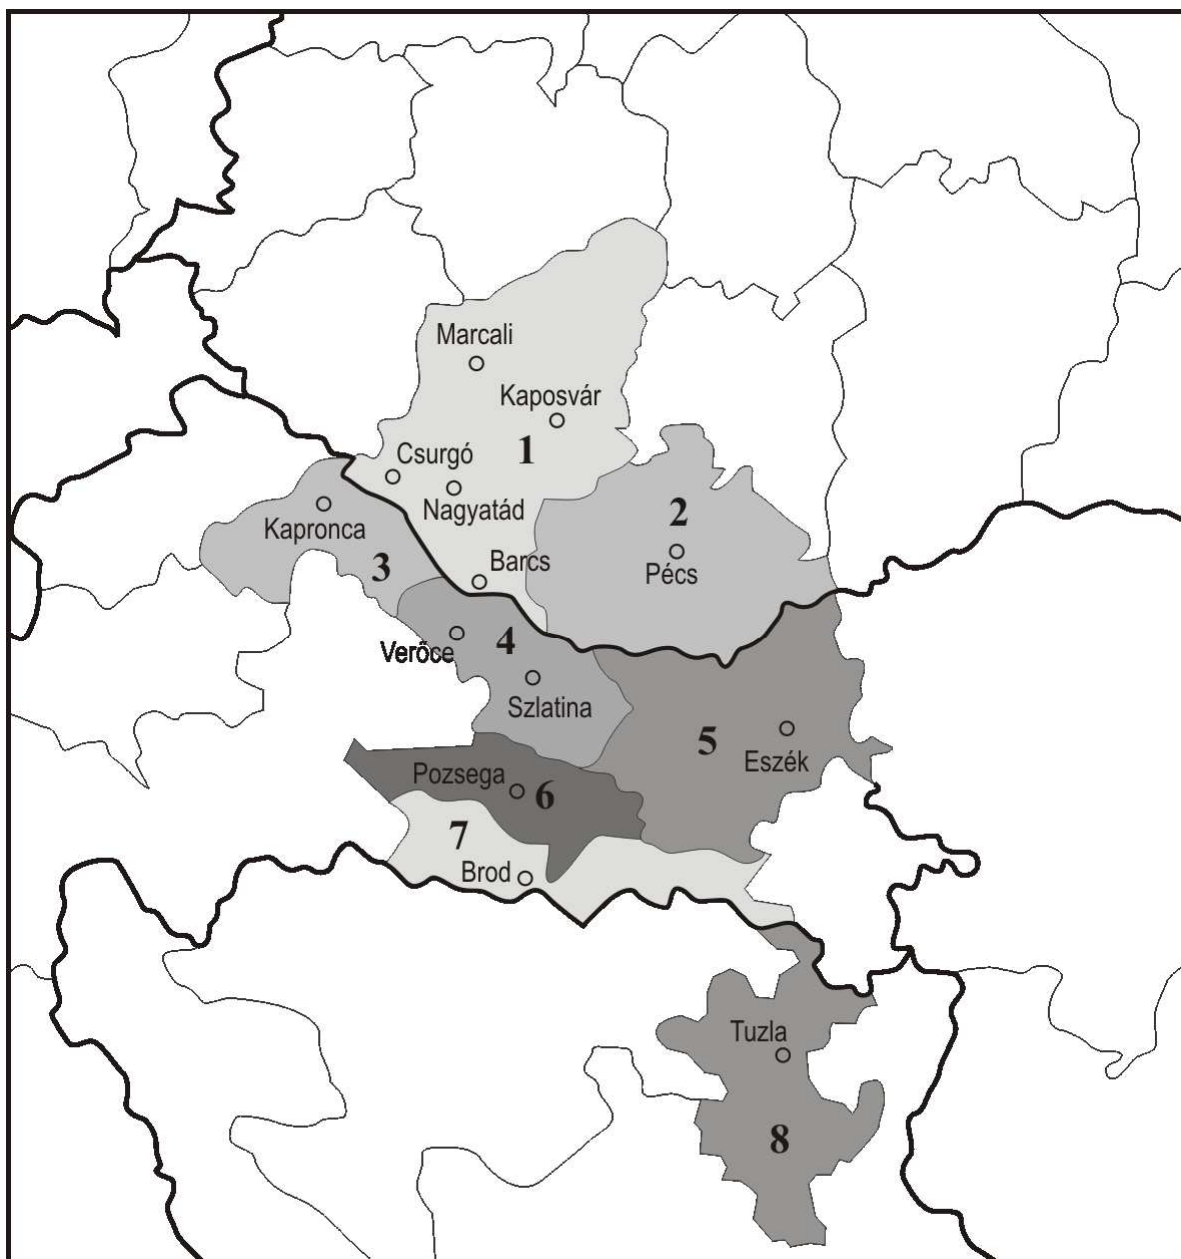 Marcali
Kaposvár
Csurgó
1
Nagyatád
2
Kapronca
3
Barcs
Pécs
Verőce
4
Szlatina
5
Eszék
Pozsega
6
7
Brod
Tuzla
8